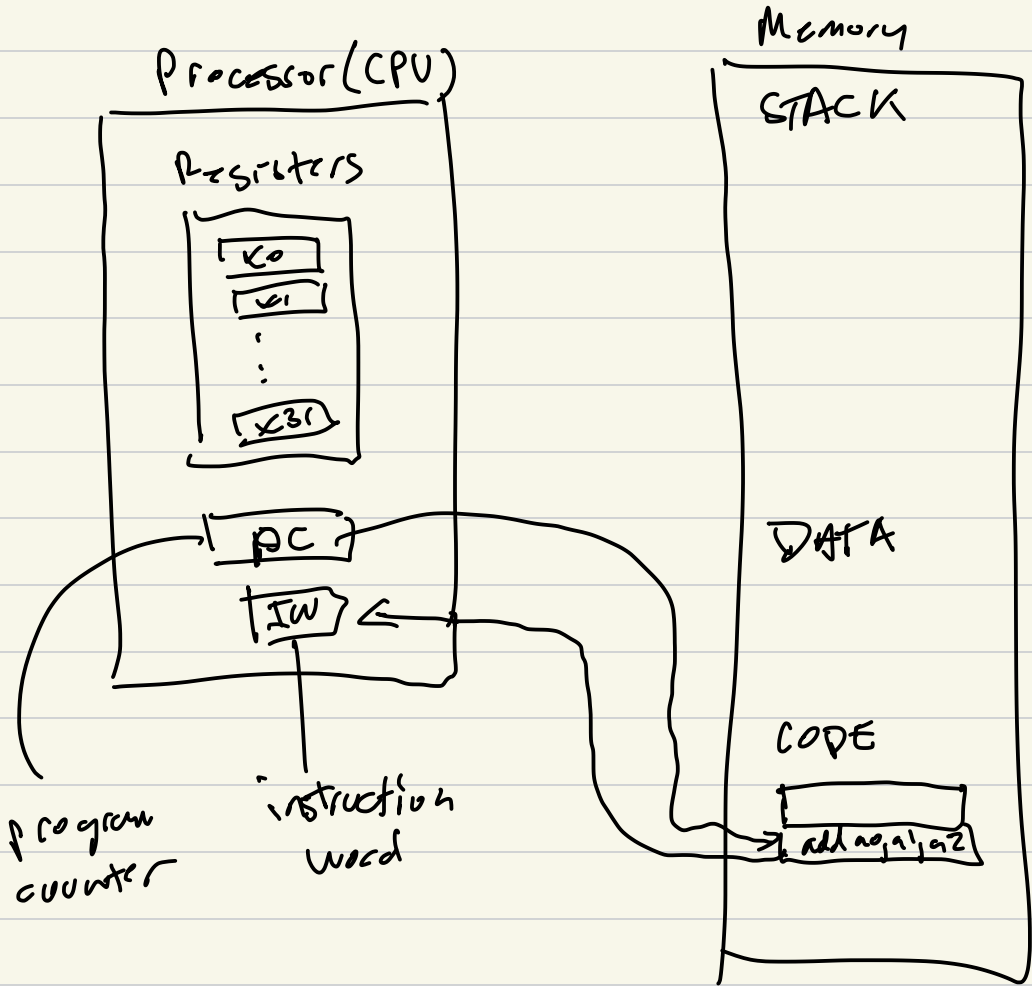 Memory
Processor (CPU)
STACK
Registers
x0
x1
x31
PC
DATA
IW
CODE
add a0, a1, a2
program
counter
instruction
word